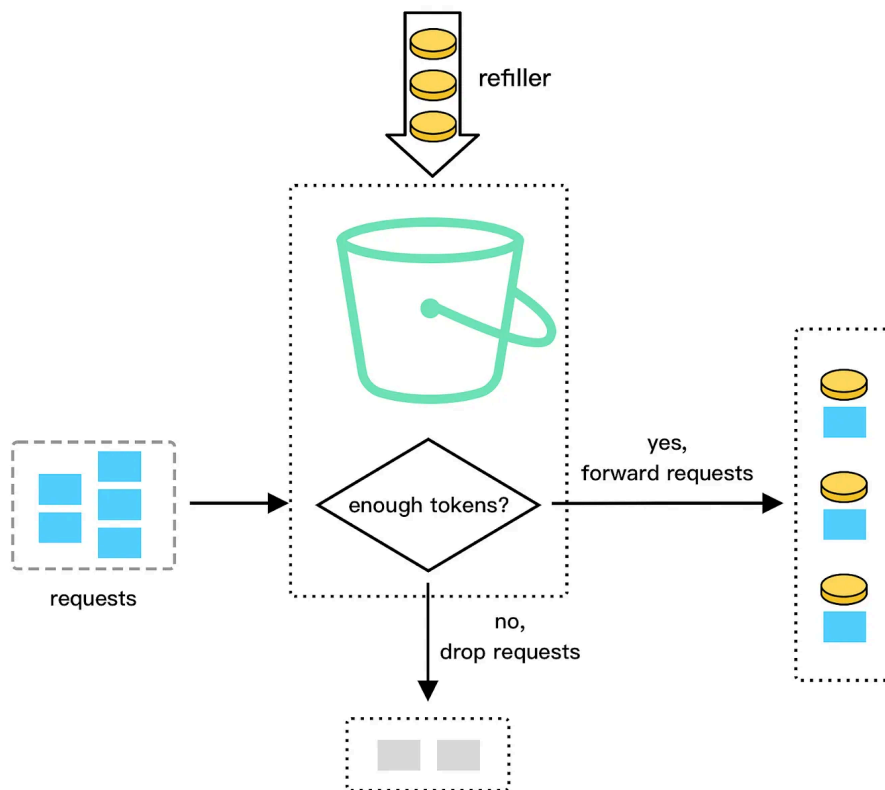 refiller
enough tokens?
yes,
forward requests
requests
no,
drop requests